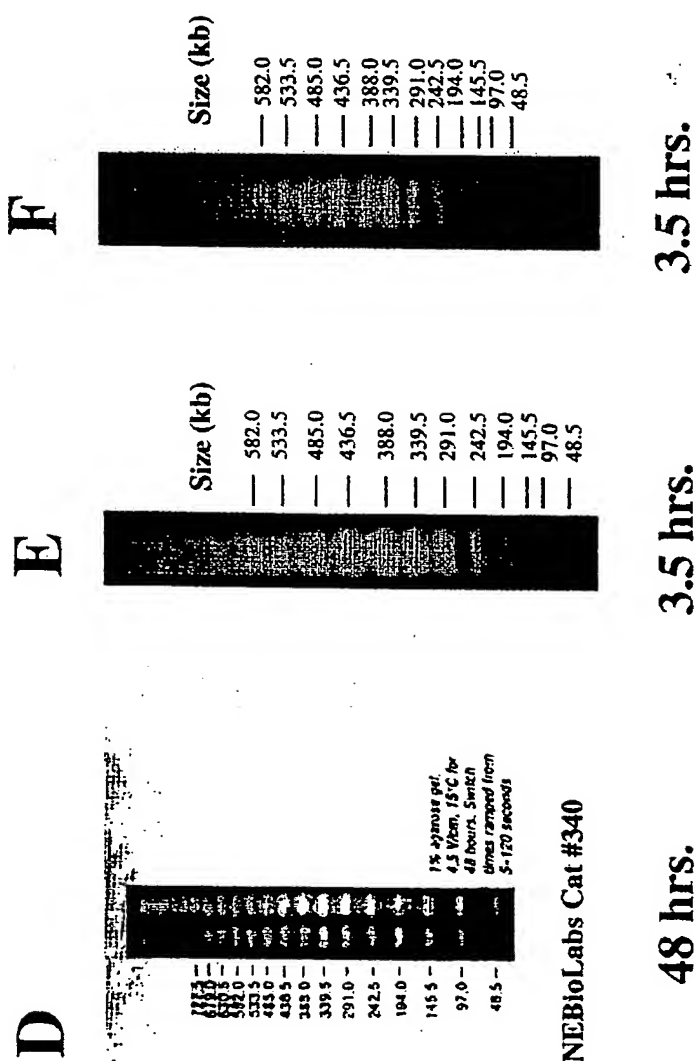 D
679.0
630.5
582.0
533.5
485.0
436.5
388.0
339.5
291.0
242.5
194.0
145.5
97.0
48.5
1% agarose gel,
4.5 V/cm, 15°C for
48 hours. Switch
times ramped from
5-120 seconds
NEBioLabs Cat #340
48 hrs.
E
Size (kb)
582.0
533.5
485.0
436.5
388.0
339.5
291.0
242.5
194.0
145.5
97.0
48.5
3.5 hrs.
F
Size (kb)
582.0
533.5
485.0
436.5
388.0
339.5
291.0
242.5
194.0
145.5
97.0
48.5
3.5 hrs.